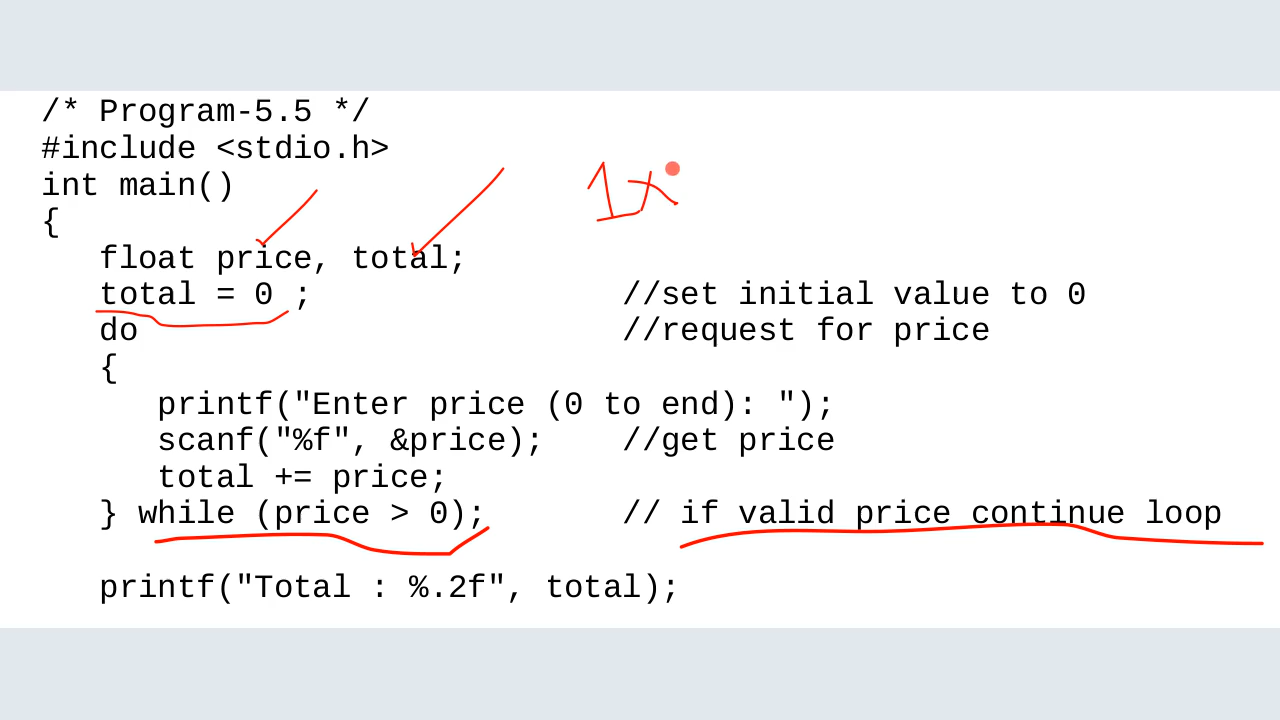 /* Program-5.5 */
#include <stdio.h>
int main()
{
   float price, total;
   total = 0 ;                //set initial value to 0
   do                         //request for price
   {
      printf("Enter price (0 to end): ");
      scanf("%f", &price);    //get price
      total += price;
   } while (price > 0);       // if valid price continue loop
   printf("Total : %.2f", total);